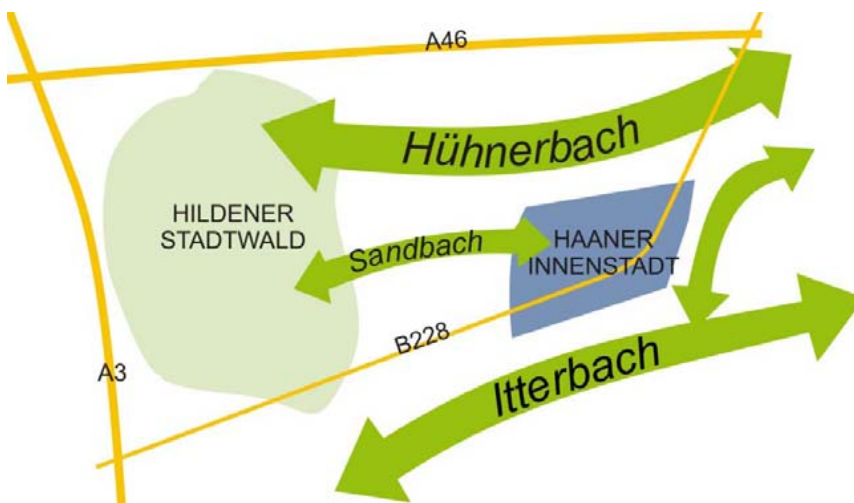 A46
Hühnerbach
HILDENER
STADTWALD
Sandbach
HAANER
INNENSTADT
B228
A3
Itterbach